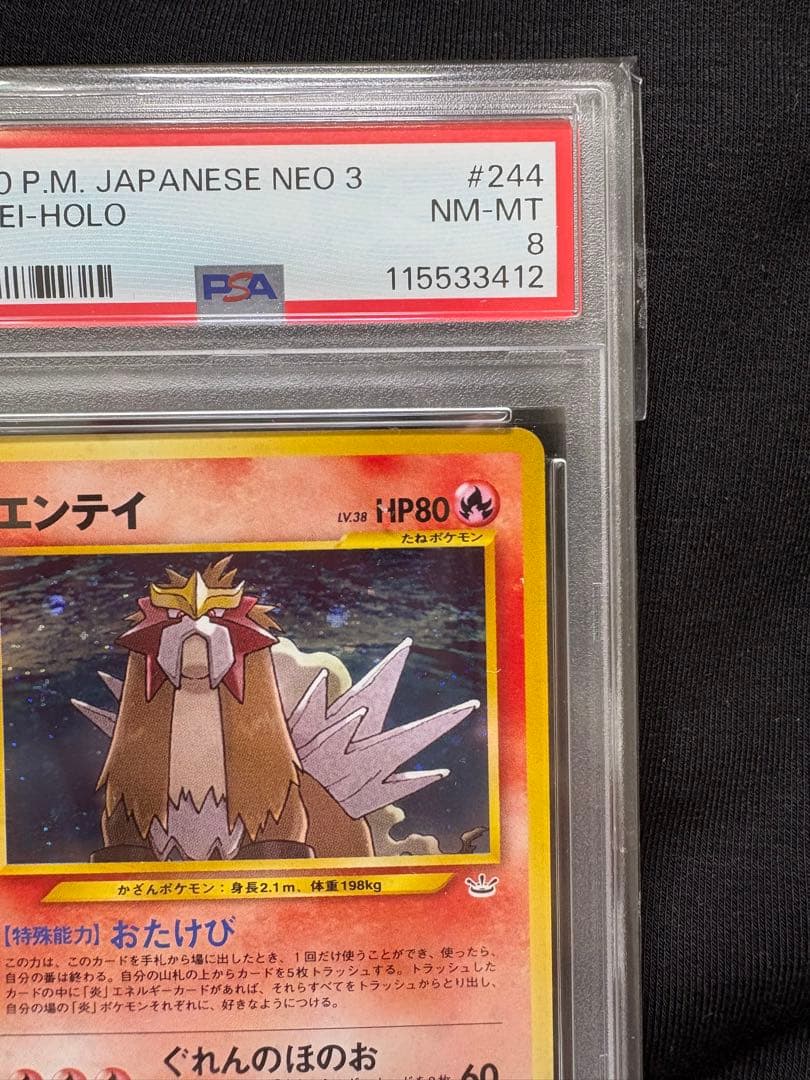 0 P.M. JAPANESE NEO 3 #244
EI-HOLO NM-MT
8
PSA 115533412
エンテイ LV.38 HP80
たねポケモン
かざんポケモン：身長2.1m、体重198kg
【特殊能力】おたけび
この力は、このカードを手札から場に出したとき、1回だけ使うことができ、使ったら、
自分の番は終わる。自分の山札の上からカードを5枚トラッシュする。トラッシュした
カードの中に「炎」エネルギーカードがあれば、それらすべてをトラッシュからとり出し、
自分の場の「炎」ポケモンそれぞれに、好きなようにつける。
ぐれんのほのお
60